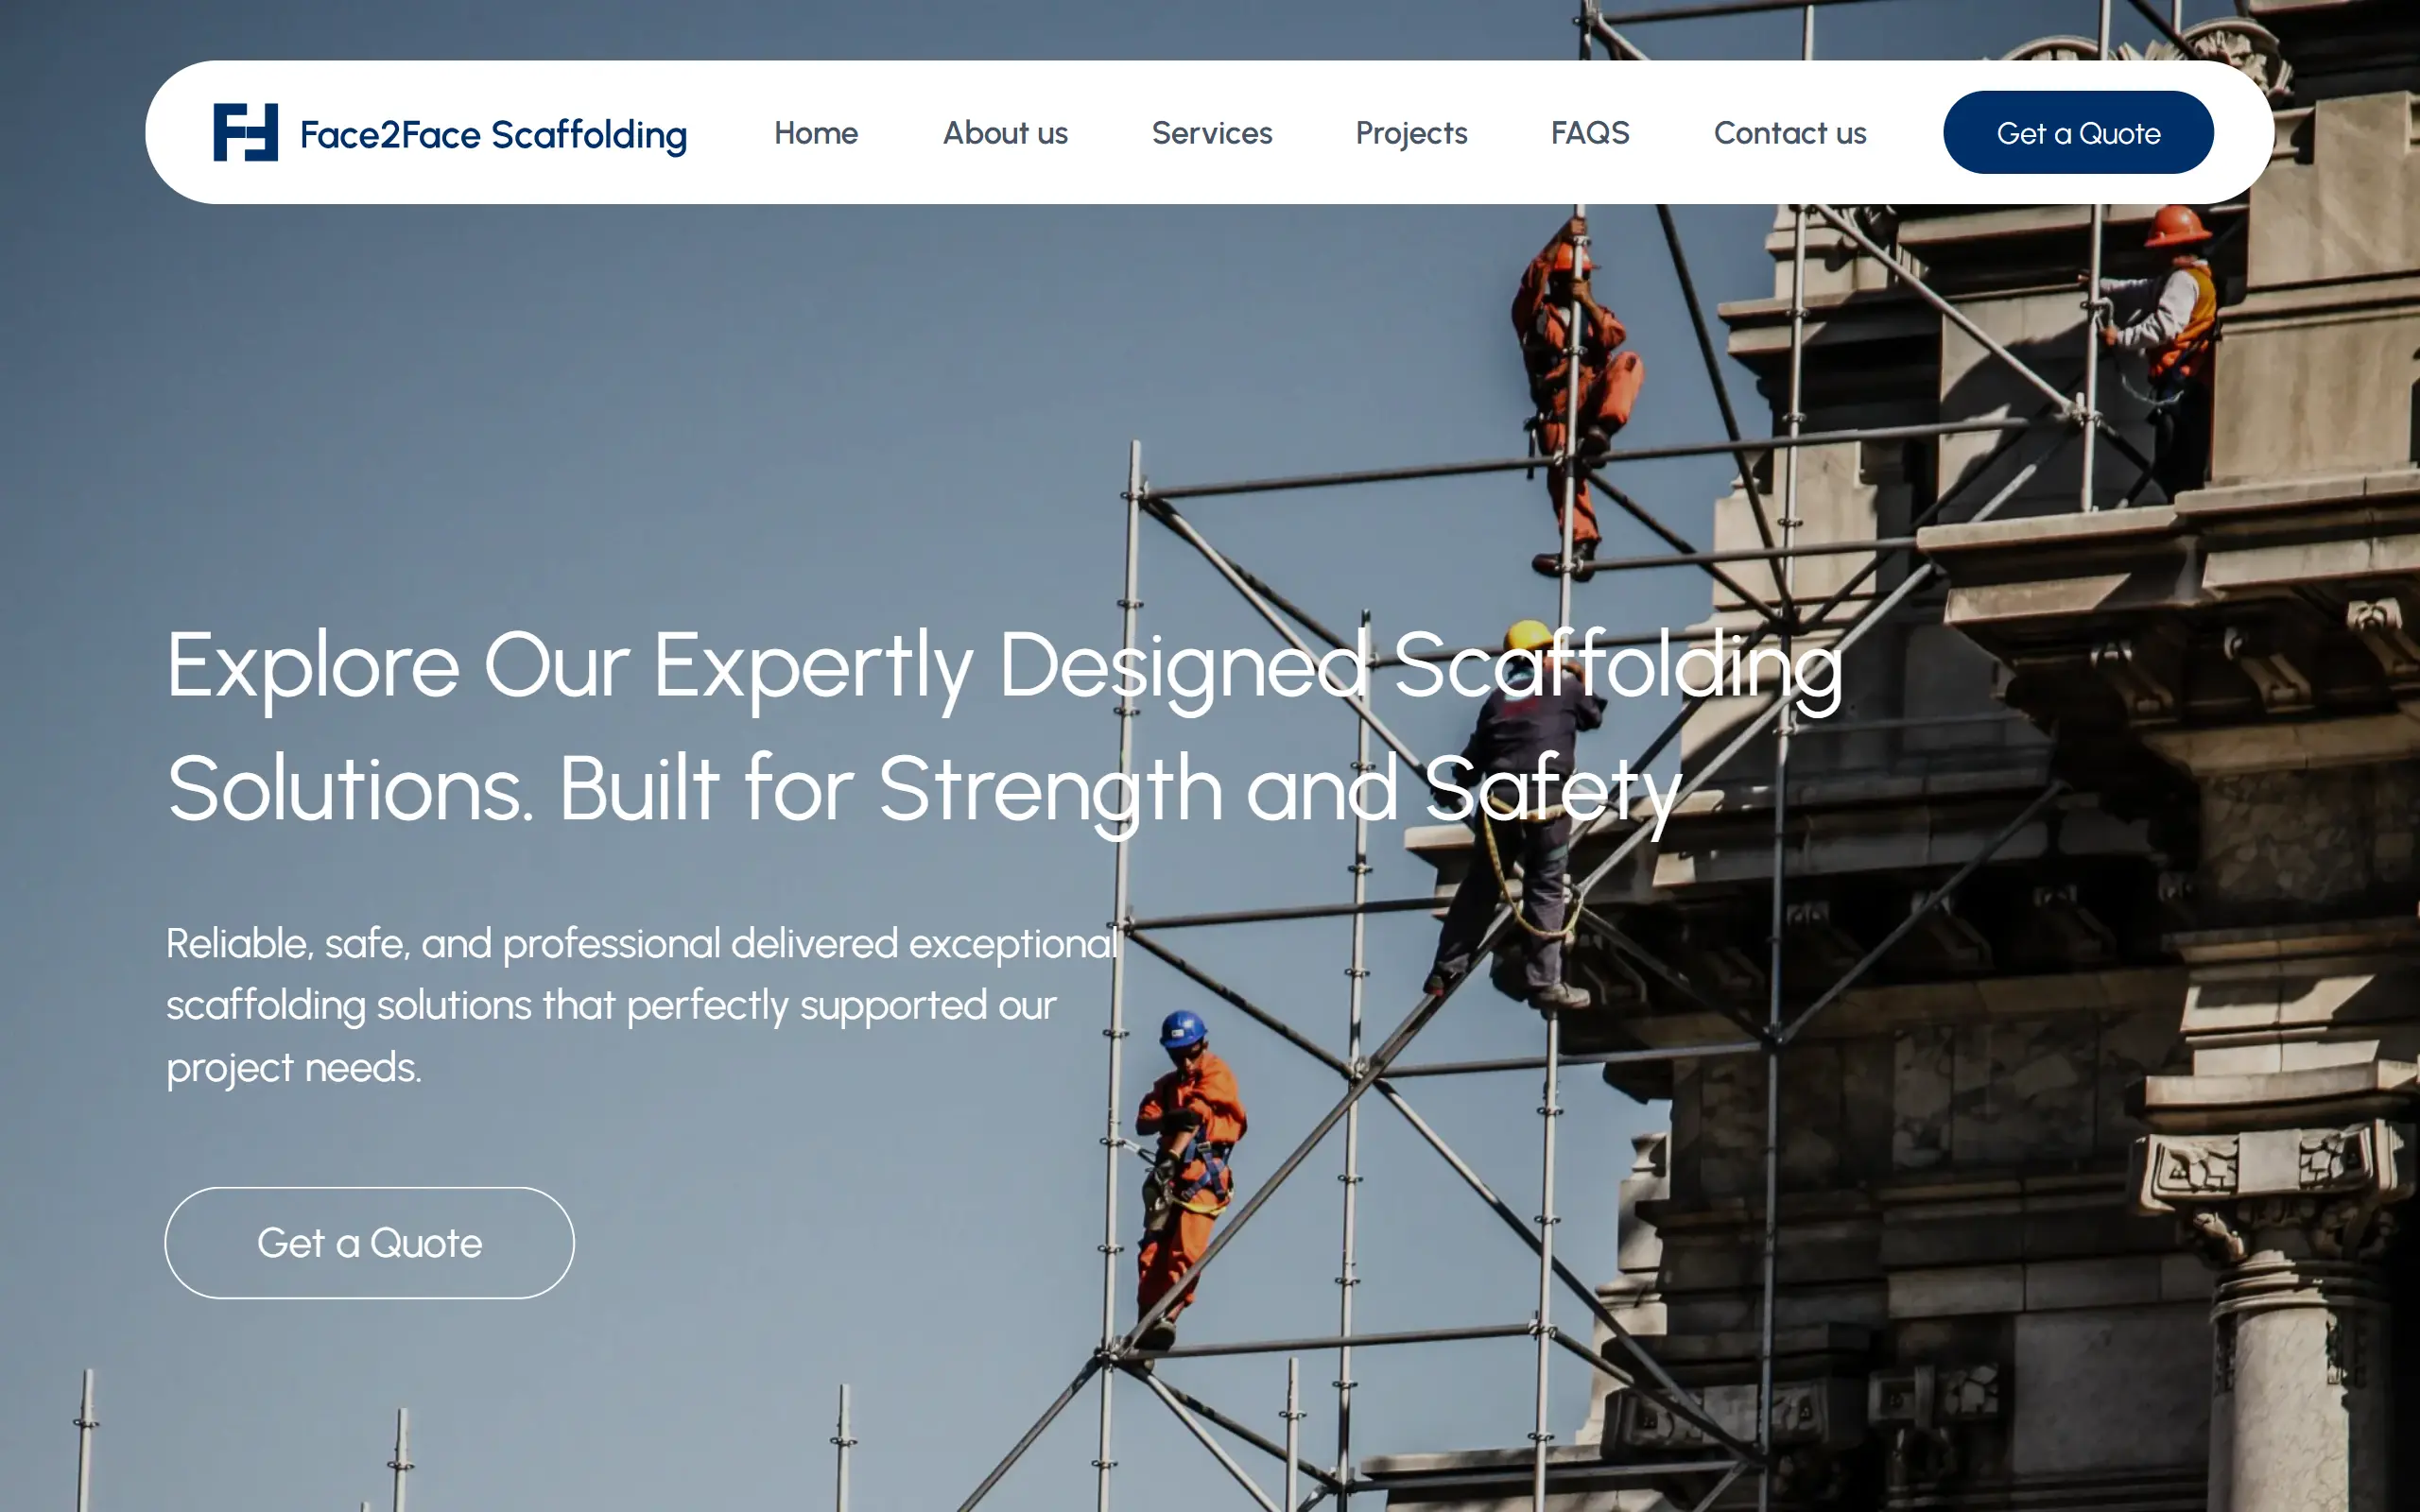 Face2Face Scaffolding
Home
About us
Services
Projects
FAQS
Contact us
Get a Quote
Explore Our Expertly Designed Scaffolding
Solutions. Built for Strength and Safety
Reliable, safe, and professional delivered exceptional
scaffolding solutions that perfectly supported our
project needs.
Get a Quote